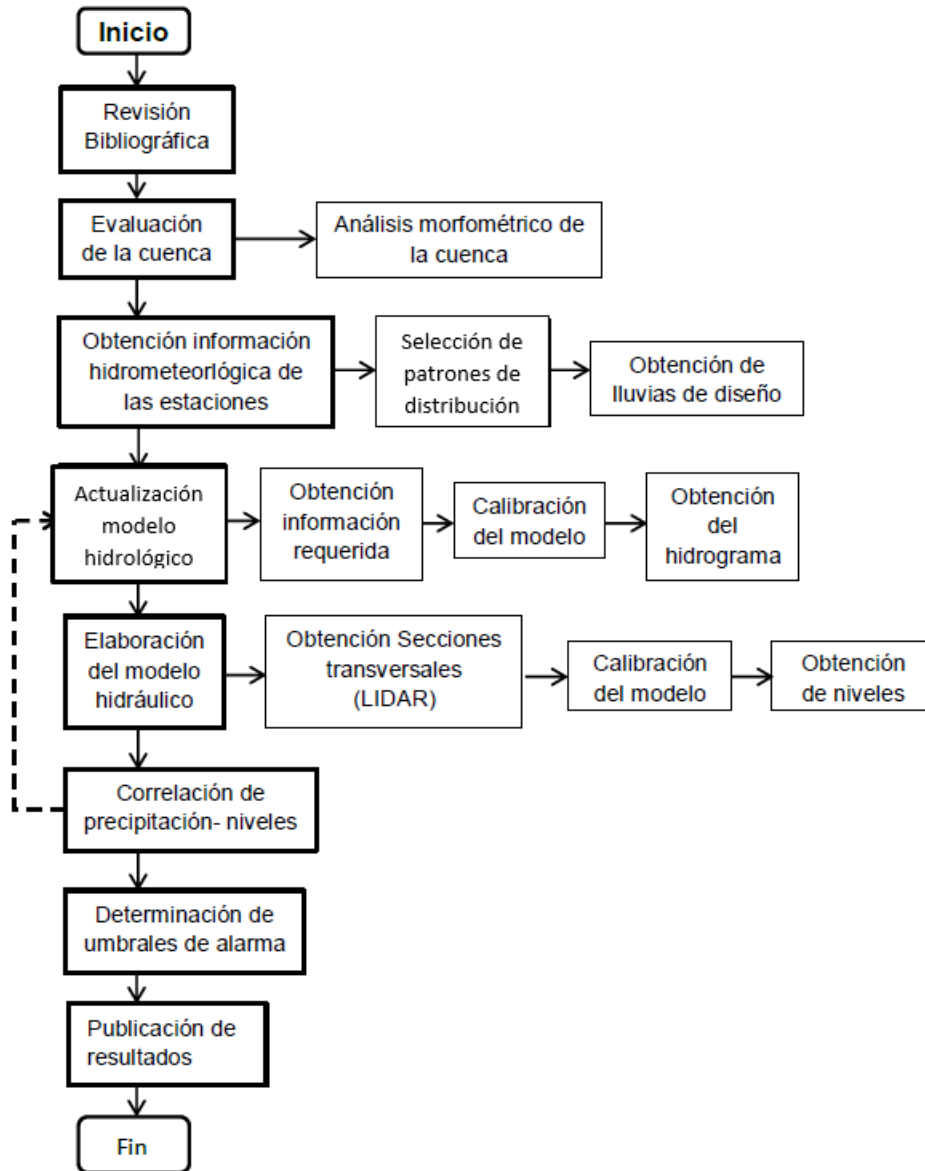 Inicio
Revisión
Bibliográfica
Evaluación
de la cuenca
Análisis morfométrico de
la cuenca
Obtención información
hidrometeorlógica de
las estaciones
Selección de
patrones de
distribución
Obtención de
lluvias de diseño
Actualización
modelo
hidrológico
Obtención
información
requerida
Calibración
del modelo
Obtención
del
hidrograma
Elaboración
del modelo
hidráulico
Obtención Secciones
transversales
(LIDAR)
Calibración
del modelo
Obtención
de niveles
Correlación de
precipitación- niveles
Determinación de
umbrales de alarma
Publicación de
resultados
Fin